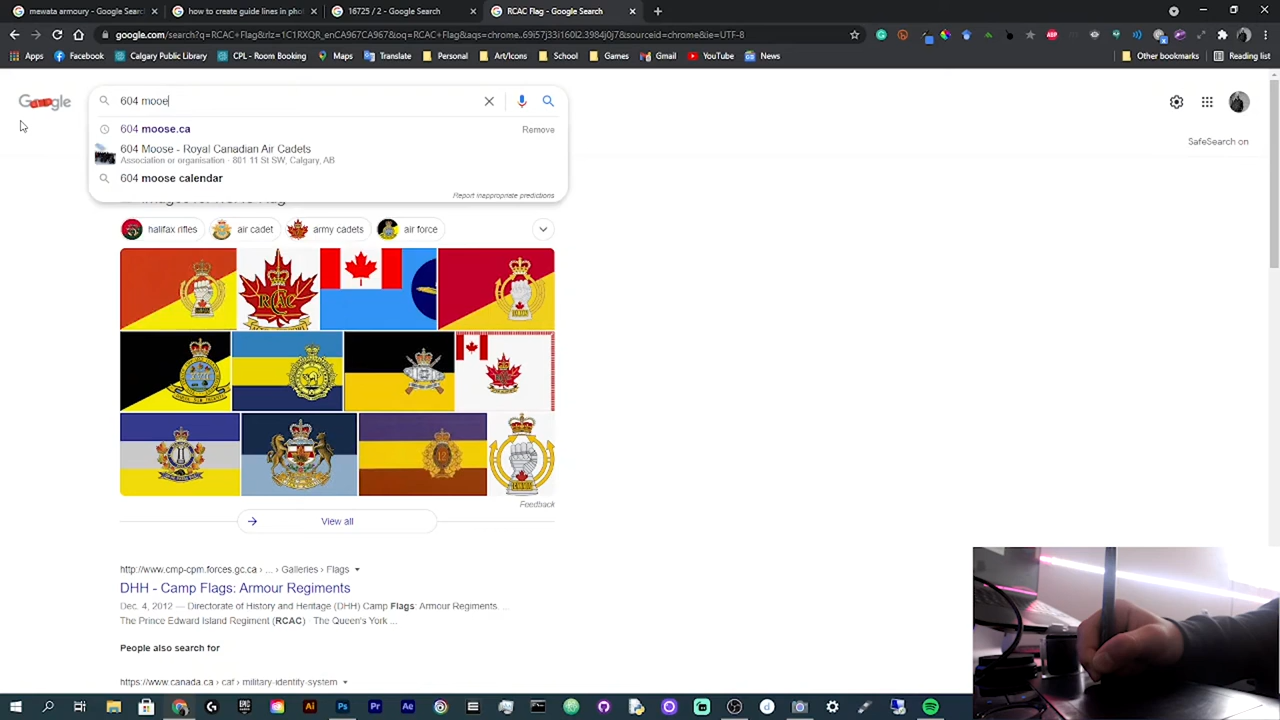 mewata armoury - Google Search
how to create guide lines in phot
16725 / 2 - Google Search
RCAC Flag - Google Search
google.com/search?q=RCAC+Flag&rlz=1C1RXQR_enCA967CA967&oq=RCAC+Flag&aqs=chrome..69i57j33i160l2.3984j0j7&sourceid=chrome&ie=UTF-8
Apps
Facebook
Calgary Public Library
CPL - Room Booking
Maps
Translate
Personal
Art/Icons
School
Games
Gmail
YouTube
News
Other bookmarks
Reading list
Google
604 mooe
604 moose.ca
Remove
604 Moose - Royal Canadian Air Cadets
Association or organisation · 801 11 St SW, Calgary, AB
604 moose calendar
Report inappropriate predictions
SafeSearch on
halifax rifles
air cadet
army cadets
air force
RCAC
12
Feedback
View all
http://www.cmp-cpm.forces.gc.ca › ... › Galleries › Flags
DHH - Camp Flags: Armour Regiments
Dec. 4, 2012 — Directorate of History and Heritage (DHH) Camp Flags: Armour Regiments. ...
The Prince Edward Island Regiment (RCAC) · The Queen's York ...
People also search for
https://www.canada.ca › caf › military-identity-system